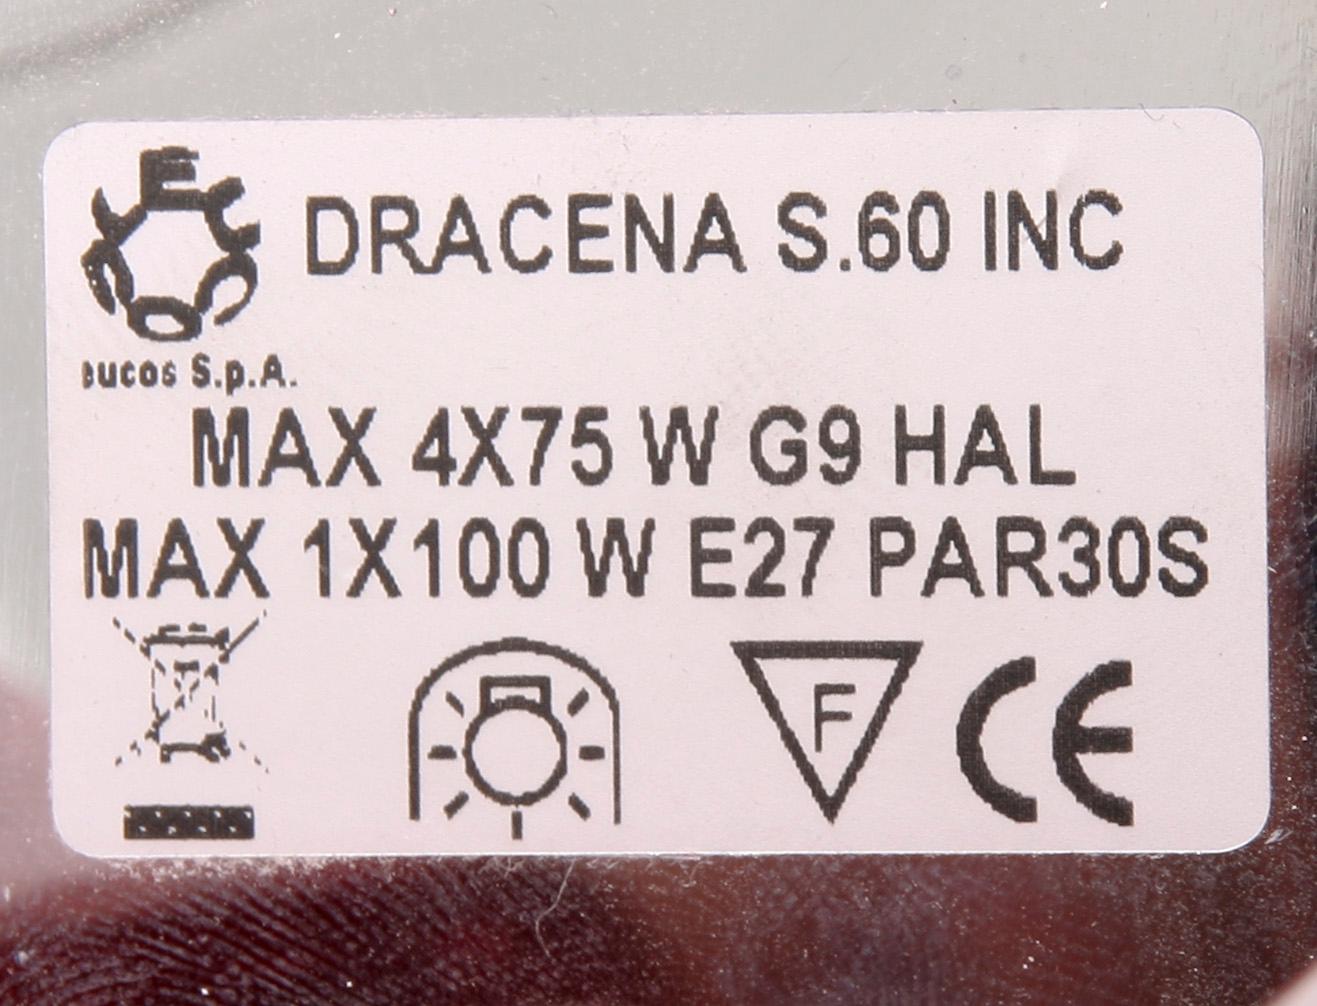 DRACENA S.60 INC
eucos S.p.A.
MAX 4X75 W G9 HAL
MAX 1X100 W E27 PAR30S
F
CE